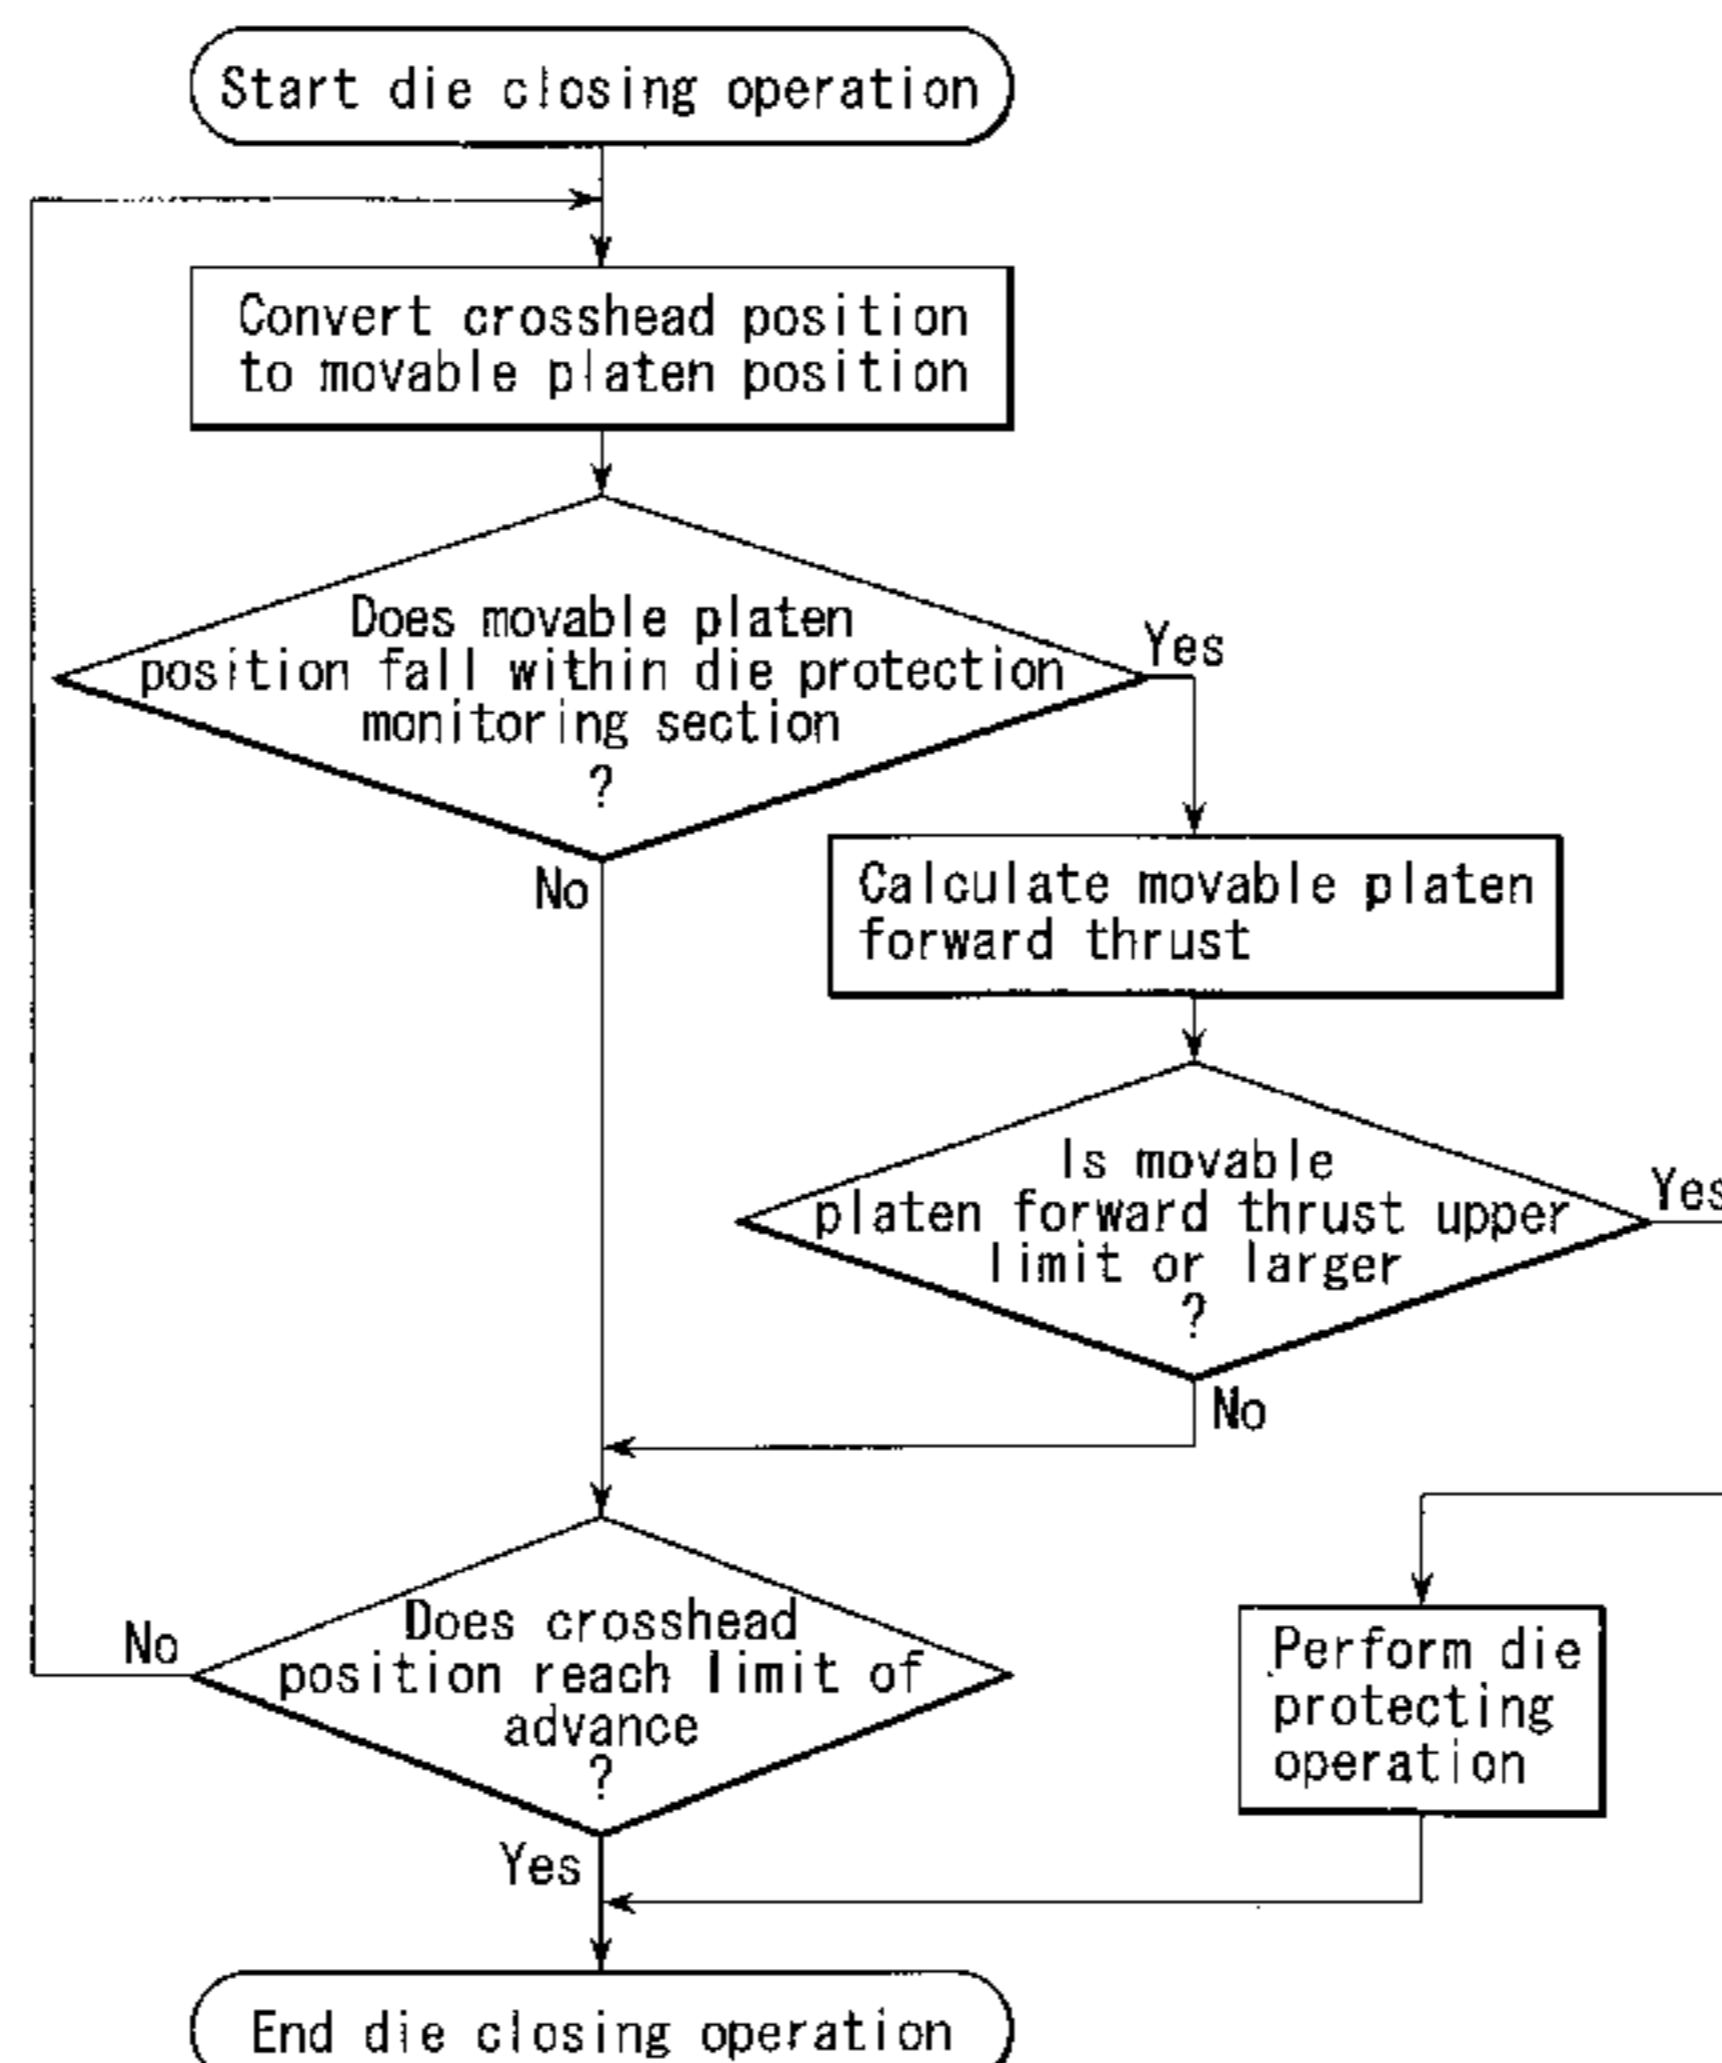 Start die closing operation
Convert crosshead position
to movable platen position
Does movable platen
position fall within die protection
monitoring section
?
Yes
No
Calculate movable platen
forward thrust
Is movable
platen forward thrust upper
limit or larger
?
Yes
No
Does crosshead
position reach limit of
advance
?
No
Yes
Perform die
protecting
operation
End die closing operation